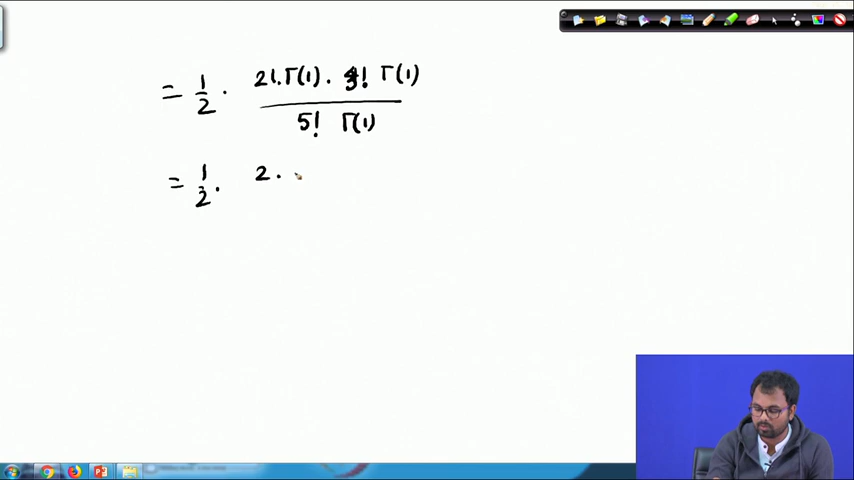 = 1/2 · 2!.Γ(1) · 3! Γ(1) / 5! Γ(1)
= 1/2 · 2 ·